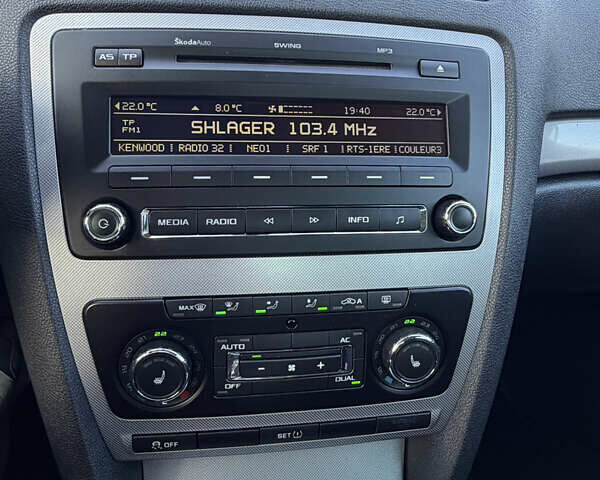 ŠkodaAuto SWING MP3
AS TP
22.0 °C 8.0 °C 19:40 22.0 °C
TP
FM1 SHLAGER 103.4 MHz
KENWOOD RADIO 32 NEO1 SRF 1 RTS-1ERE COULEUR3
MEDIA RADIO INFO
MAX A
22 22
AUTO AC
OFF DUAL
OFF SET